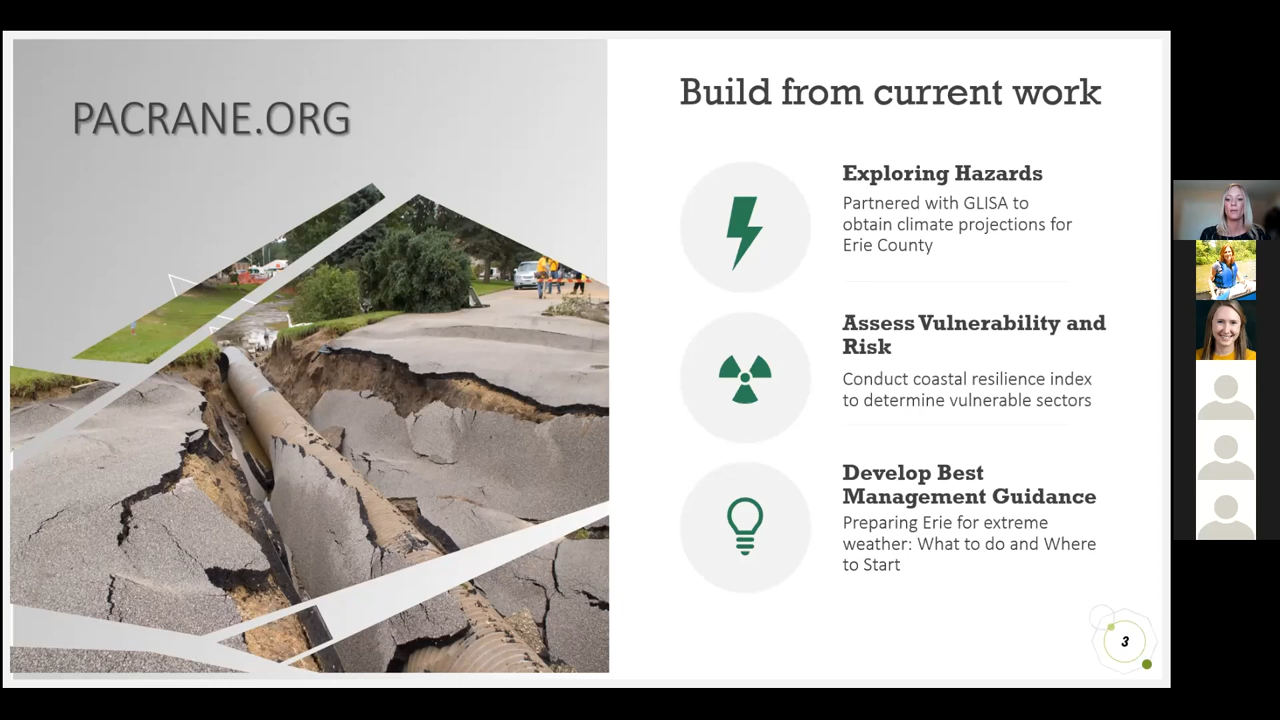 PACRANE.ORG
Build from current work
Exploring Hazards
Partnered with GLISA to
obtain climate projections for
Erie County
Assess Vulnerability and
Risk
Conduct coastal resilience index
to determine vulnerable sectors
Develop Best
Management Guidance
Preparing Erie for extreme
weather: What to do and Where
to Start
3